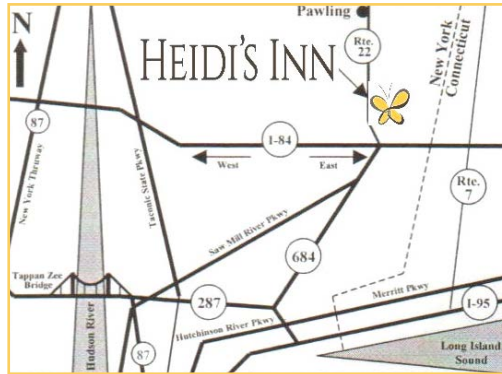 N
Pawling
Rte.
22
HEIDI'S INN
New York
Connecticut
87
I-84
West
East
New York Thruway
Taconic State Pkwy
Rte.
7
Saw Mill River Pkwy
684
Tappan Zee
Bridge
287
Merritt Pkwy
I-95
Hutchinson River Pkwy
Hudson River
87
Long Island
Sound